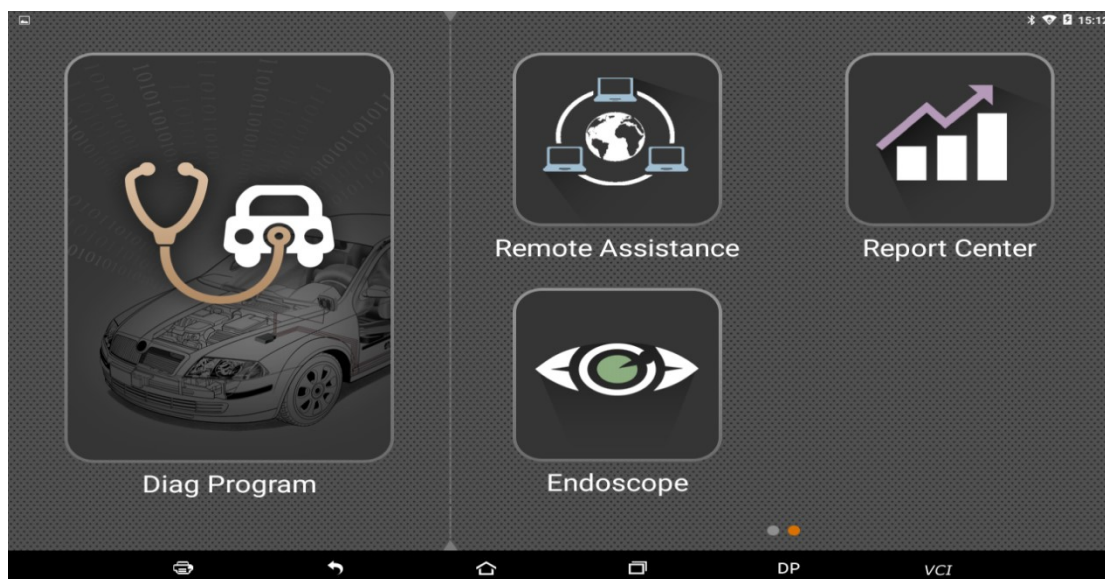 15:12
Remote Assistance
Report Center
Diag Program
Endoscope
DP
VCI